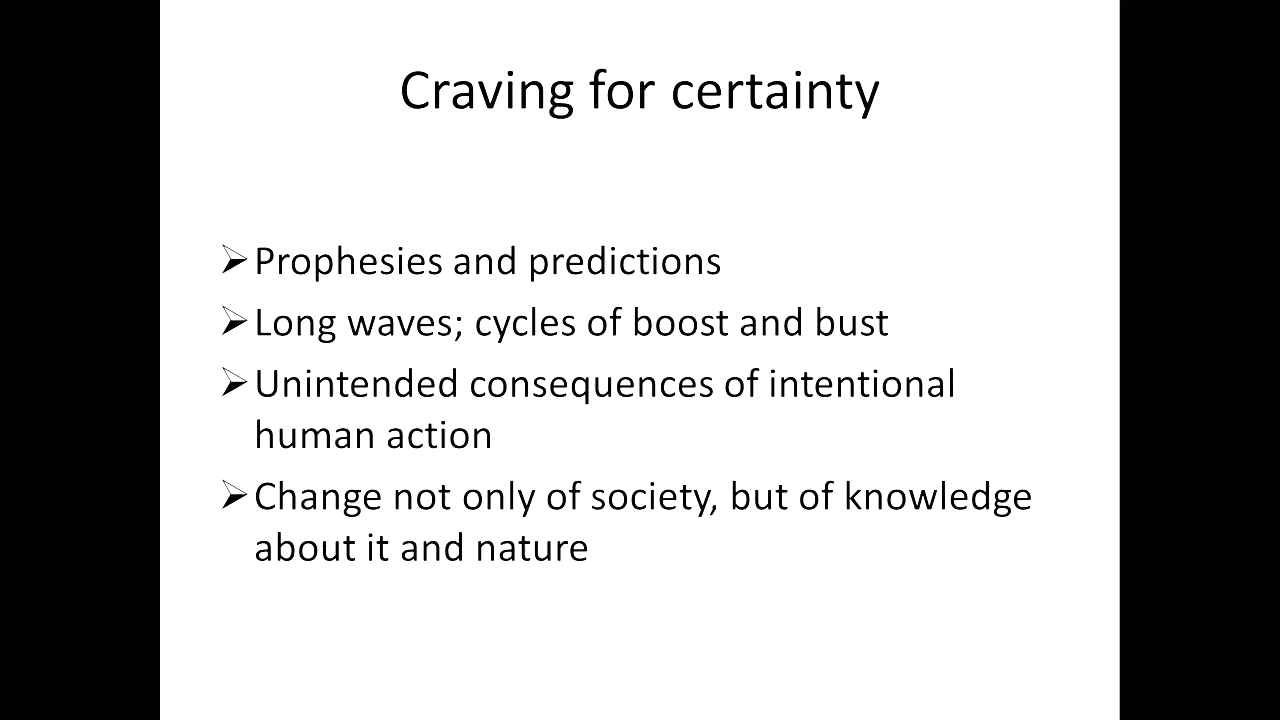 Craving for certainty
➢Prophesies and predictions
➢Long waves; cycles of boost and bust
➢Unintended consequences of intentional
human action
➢Change not only of society, but of knowledge
about it and nature